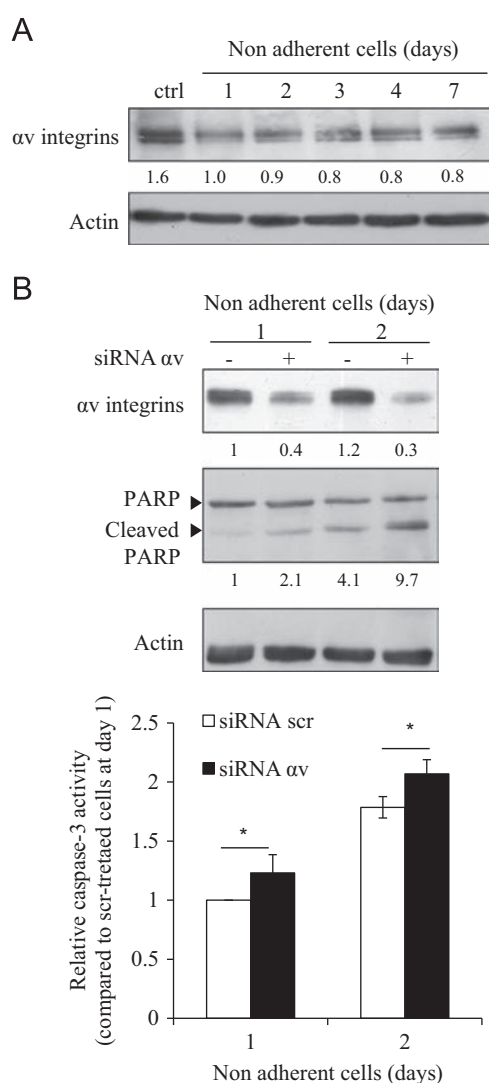 A
Non adherent cells (days)
ctrl 1 2 3 4 7
αv integrins
1.6 1.0 0.9 0.8 0.8 0.8
Actin
B
Non adherent cells (days)
1 2
siRNA αv - + - +
αv integrins
1 0.4 1.2 0.3
PARP
Cleaved
PARP
1 2.1 4.1 9.7
Actin
Relative caspase-3 activity
(compared to scr-tretaed cells at day 1)
2.5
2
1.5
1
0.5
0
siRNA scr
siRNA αv
*
*
1 2
Non adherent cells (days)